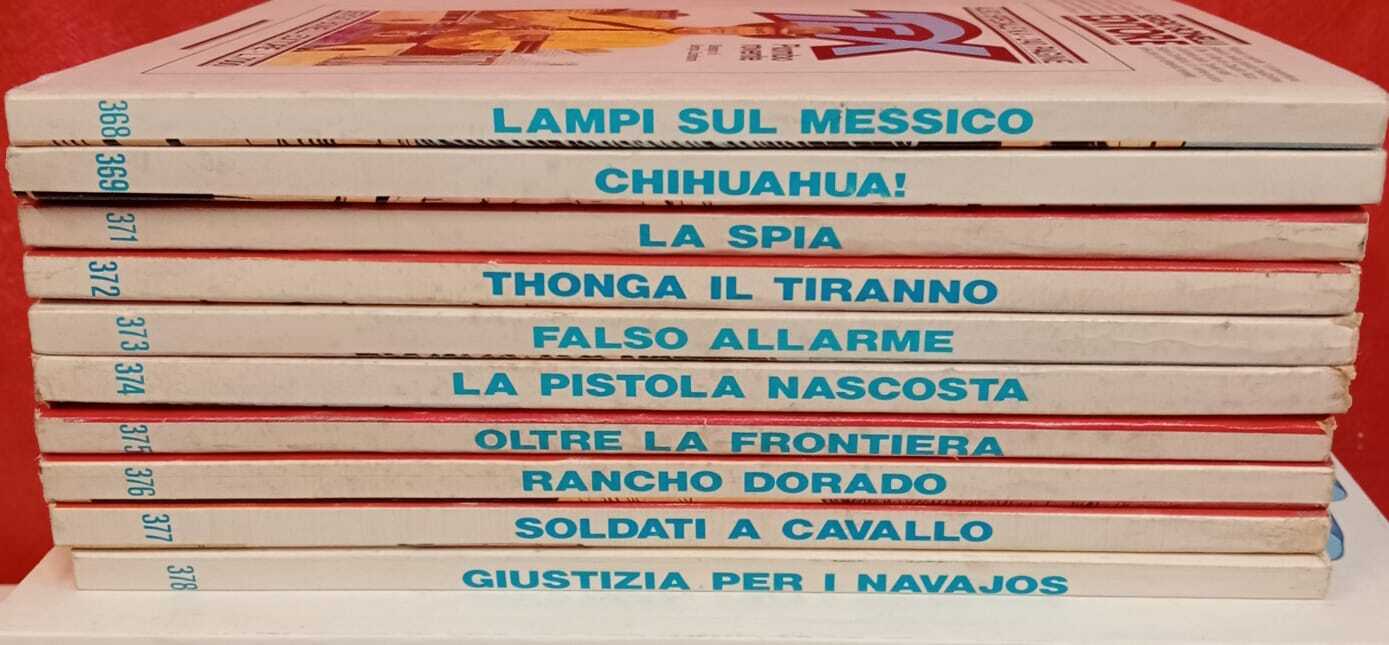 TEX
368 LAMPI SUL MESSICO
369 CHIHUAHUA!
371 LA SPIA
372 THONGA IL TIRANNO
373 FALSO ALLARME
374 LA PISTOLA NASCOSTA
375 OLTRE LA FRONTIERA
376 RANCHO DORADO
377 SOLDATI A CAVALLO
378 GIUSTIZIA PER I NAVAJOS